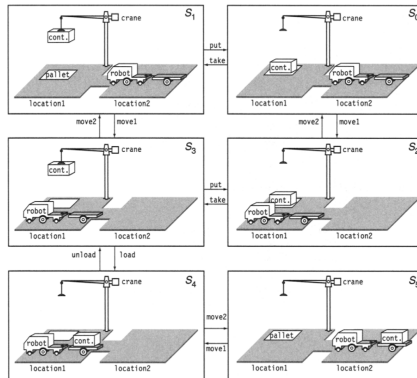 S1
crane
cont.
pallet
robot
location1
location2
put
take
S0
crane
cont.
robot
location1
location2
move2
move1
move2
move1
S3
crane
cont.
robot
location1
location2
put
take
S2
crane
cont.
robot
location1
location2
unload
load
S4
crane
robot
cont.
location1
location2
move2
move1
crane
pallet
robot
cont.
location1
location2